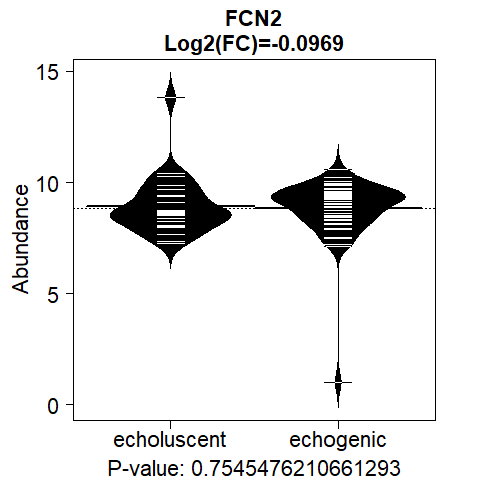 FCN2
Log2(FC)=-0.0969
Abundance
15
10
5
0
echoluscent echogenic
P-value: 0.7545476210661293